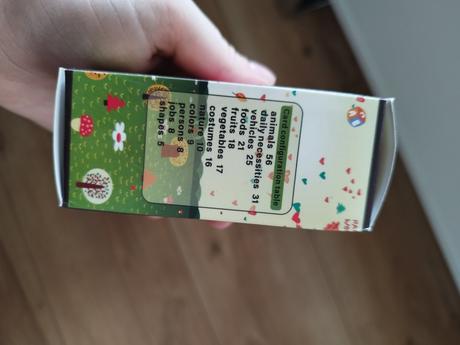 Card configuration table
animals 56
daily necessities 31
vehicles 25
foods 21
fruits 18
vegetables 17
costumes 16
nature 10
colors 9
persons 8
jobs 8
shapes 5